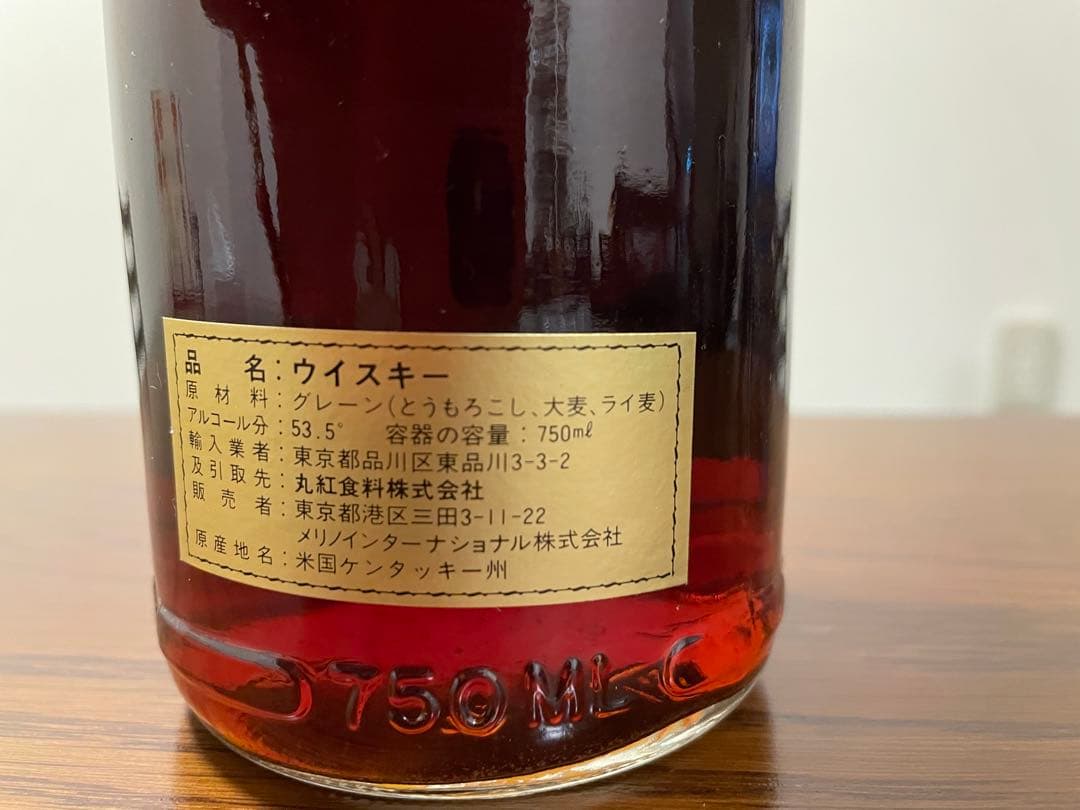 品　　名：ウイスキー
原　材　料：グレーン（とうもろこし、大麦、ライ麦）
アルコール分：53.5°　容器の容量：750㎖
輸入業者：東京都品川区東品川3-3-2
及引取先：丸紅食料株式会社
販　売　者：東京都港区三田3-11-22
メリノインターナショナル株式会社
原産地名：米国ケンタッキー州
750 ML